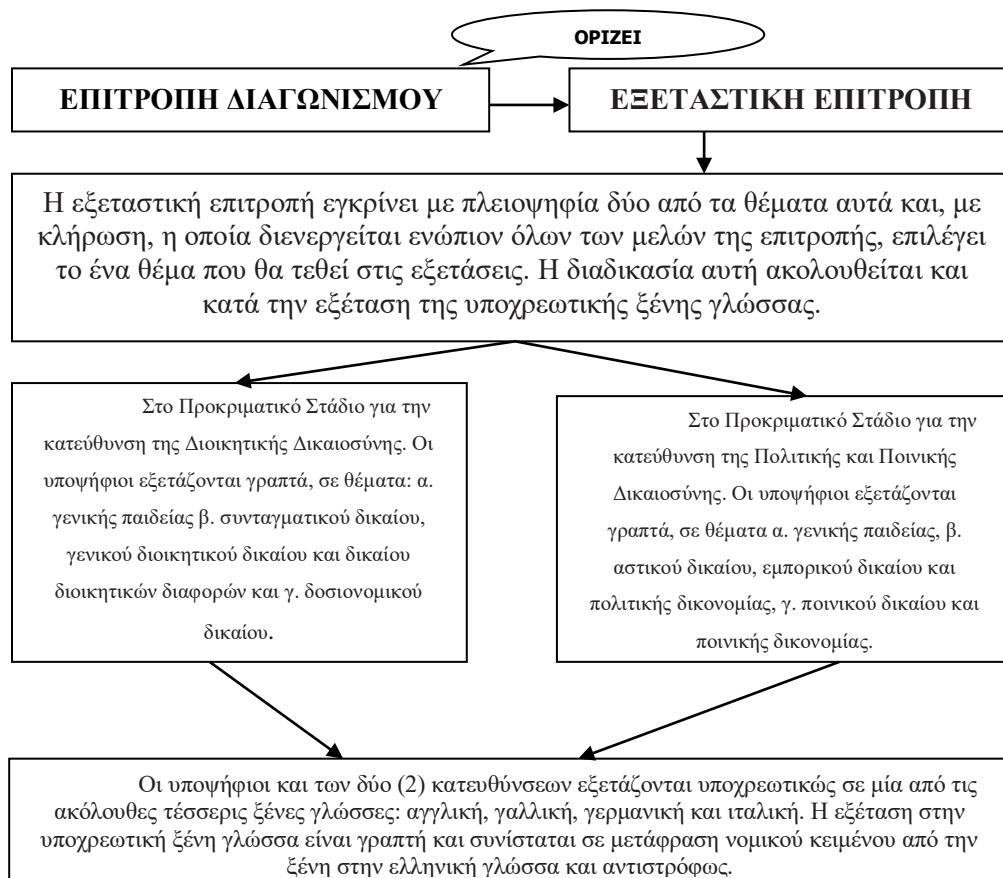 ΟΡΙΖΕΙ
ΕΠΙΤΡΟΠΗ ΔΙΑΓΩΝΙΣΜΟΥ
ΕΞΕΤΑΣΤΙΚΗ ΕΠΙΤΡΟΠΗ
Η εξεταστική επιτροπή εγκρίνει με πλειοψηφία δύο από τα θέματα αυτά και, με
κλήρωση, η οποία διενεργείται ενώπιον όλων των μελών της επιτροπής, επιλέγει
το ένα θέμα που θα τεθεί στις εξετάσεις. Η διαδικασία αυτή ακολουθείται και
κατά την εξέταση της υποχρεωτικής ξένης γλώσσας.
Στο Προκριματικό Στάδιο για την
κατεύθυνση της Διοικητικής Δικαιοσύνης. Οι
υποψήφιοι εξετάζονται γραπτά, σε θέματα: α.
γενικής παιδείας β. συνταγματικού δικαίου,
γενικού διοικητικού δικαίου και δικαίου
διοικητικών διαφορών και γ. δοσιονομικού
δικαίου.
Στο Προκριματικό Στάδιο για την
κατεύθυνση της Πολιτικής και Ποινικής
Δικαιοσύνης. Οι υποψήφιοι εξετάζονται
γραπτά, σε θέματα α. γενικής παιδείας, β.
αστικού δικαίου, εμπορικού δικαίου και
πολιτικής δικονομίας, γ. ποινικού δικαίου και
ποινικής δικονομίας.
Οι υποψήφιοι και των δύο (2) κατευθύνσεων εξετάζονται υποχρεωτικώς σε μία από τις
ακόλουθες τέσσερις ξένες γλώσσες: αγγλική, γαλλική, γερμανική και ιταλική. Η εξέταση στην
υποχρεωτική ξένη γλώσσα είναι γραπτή και συνίσταται σε μετάφραση νομικού κειμένου από την
ξένη στην ελληνική γλώσσα και αντιστρόφως.